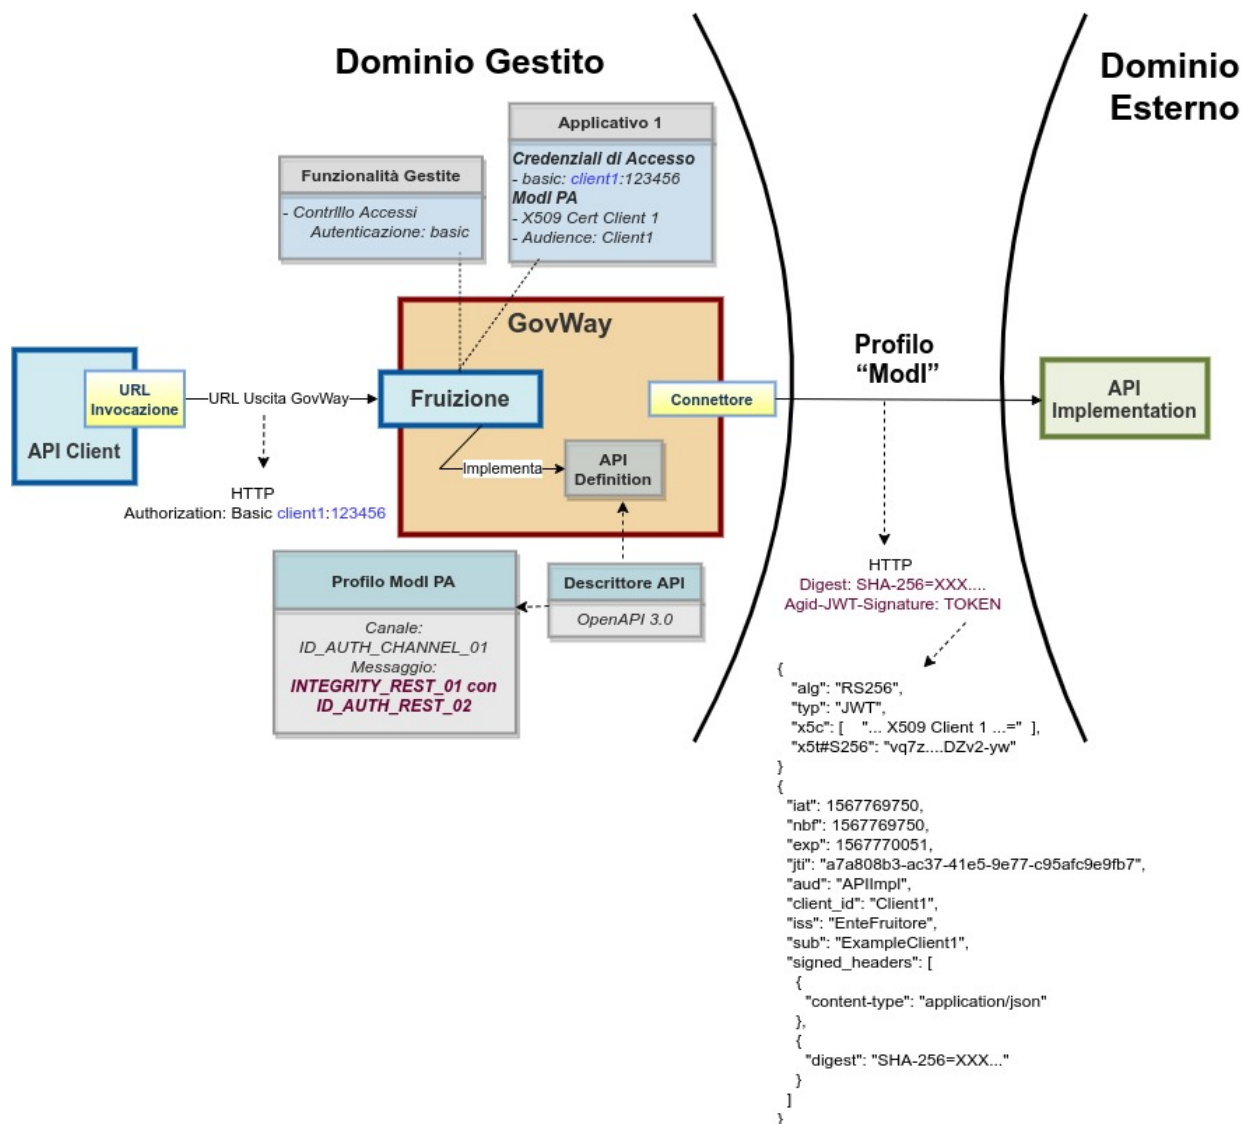 Dominio Gestito
Dominio
Esterno
Applicativo 1
Credenziali di Accesso
- basic: client1:123456
ModI PA
- X509 Cert Client 1
- Audience: Client1
Funzionalità Gestite
- Contrlllo Accessi
Autenticazione: basic
GovWay
Profilo
“ModI”
URL
Invocazione
API Client
URL Uscita GovWay
Fruizione
Connettore
API
Implementation
Implementa
API
Definition
HTTP
Authorization: Basic client1:123456
Profilo ModI PA
Canale:
ID_AUTH_CHANNEL_01
Messaggio:
INTEGRITY_REST_01 con
ID_AUTH_REST_02
Descrittore API
OpenAPI 3.0
HTTP
Digest: SHA-256=XXX....
Agid-JWT-Signature: TOKEN
{
"alg": "RS256",
"typ": "JWT",
"x5c": [ "... X509 Client 1 ...=" ],
"x5t#S256": "vq7z....DZv2-yw"
}
{
"iat": 1567769750,
"nbf": 1567769750,
"exp": 1567770051,
"jti": "a7a808b3-ac37-41e5-9e77-c95afc9e9fb7",
"aud": "APIImpl",
"client_id": "Client1",
"iss": "EnteFruitore",
"sub": "ExampleClient1",
"signed_headers": [
{
"content-type": "application/json"
},
{
"digest": "SHA-256=XXX..."
}
]
}